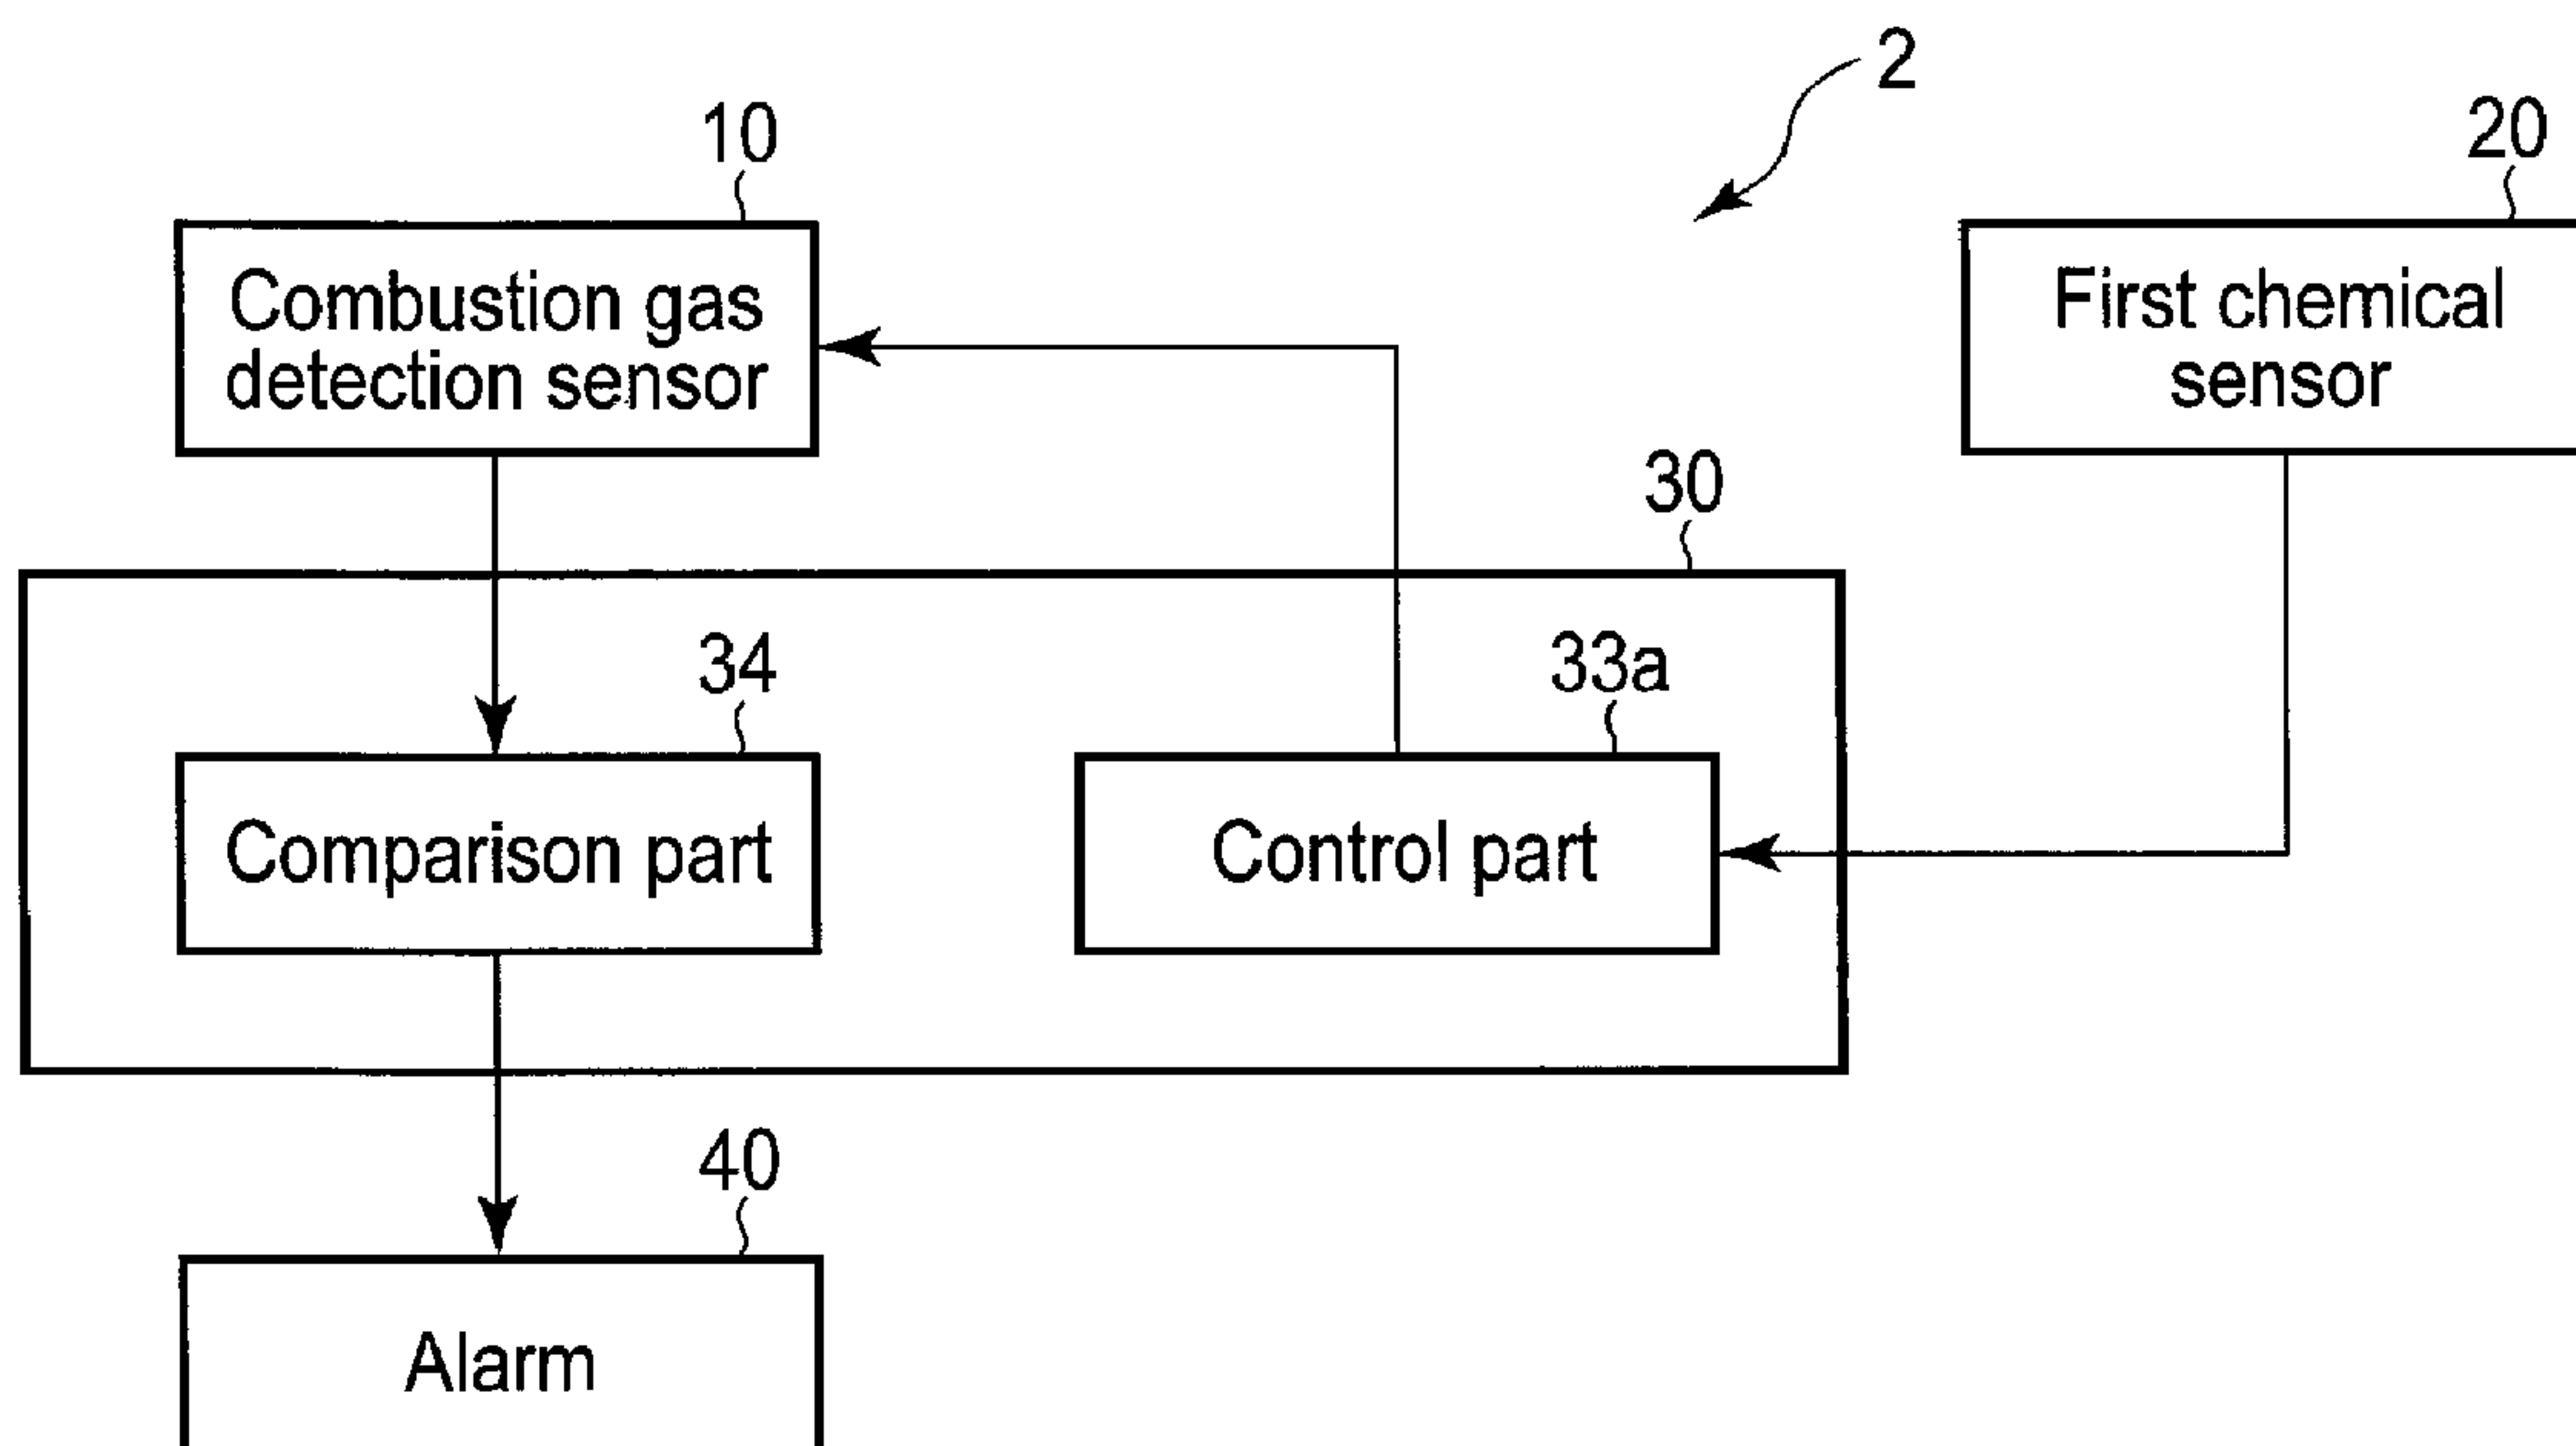 2
10
20
Combustion gas
detection sensor
First chemical
sensor
30
34
33a
Comparison part
Control part
40
Alarm